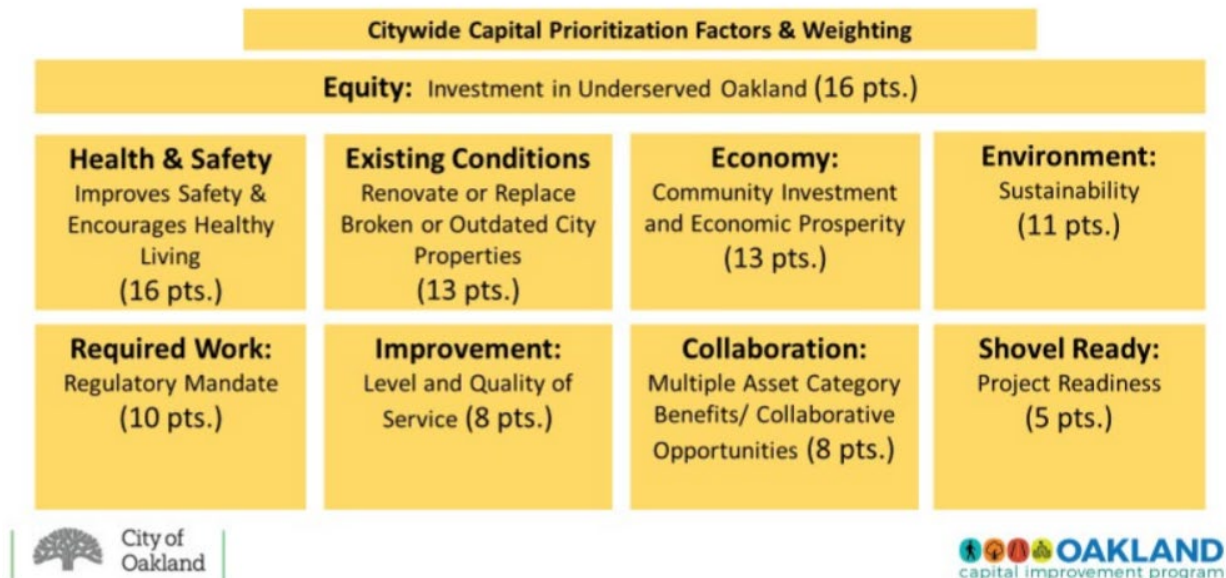 Citywide Capital Prioritization Factors & Weighting
Equity: Investment in Underserved Oakland (16 pts.)
Health & Safety
Improves Safety &
Encourages Healthy
Living
(16 pts.)
Existing Conditions
Renovate or Replace
Broken or Outdated City
Properties
(13 pts.)
Economy:
Community Investment
and Economic Prosperity
(13 pts.)
Environment:
Sustainability
(11 pts.)
Required Work:
Regulatory Mandate
(10 pts.)
Improvement:
Level and Quality of
Service (8 pts.)
Collaboration:
Multiple Asset Category
Benefits/ Collaborative
Opportunities (8 pts.)
Shovel Ready:
Project Readiness
(5 pts.)
City of
Oakland
OAKLAND
capital improvement program